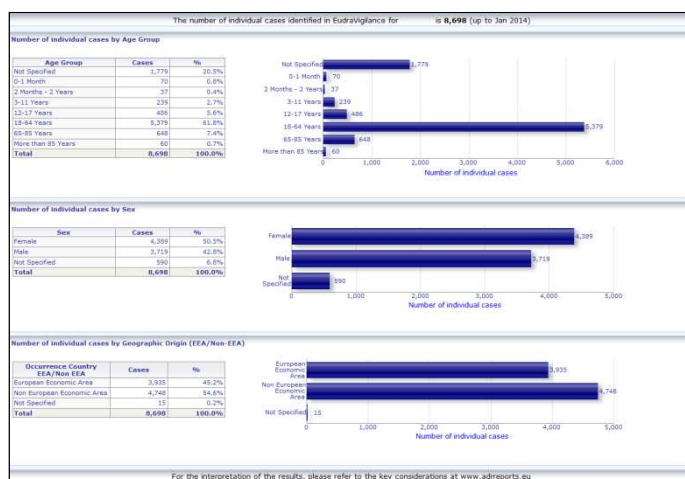 The number of individual cases identified in EudraVigilance for is 8,698 (up to Jan 2014)
Number of individual cases by Age Group
Age Group Cases %
Not Specified 1,779 20.5%
0-1 Month 70 0.8%
2 Months - 2 Years 37 0.4%
3-11 Years 239 2.7%
12-17 Years 486 5.6%
18-64 Years 5,379 61.8%
65-85 Years 648 7.4%
More than 85 Years 60 0.7%
Total 8,698 100.0%
Not Specified 1,779
0-1 Month 70
2 Months - 2 Years 37
3-11 Years 239
12-17 Years 486
18-64 Years 5,379
65-85 Years 648
More than 85 Years 60
0 1,000 2,000 3,000 4,000 5,000 6,000
Number of individual cases
Number of individual cases by Sex
Sex Cases %
Female 4,389 50.5%
Male 3,719 42.8%
Not Specified 590 6.8%
Total 8,698 100.0%
Female 4,389
Male 3,719
Not
Specified 590
0 1,000 2,000 3,000 4,000 5,000
Number of individual cases
Number of individual cases by Geographic Origin (EEA/Non-EEA)
Occurrence Country
EEA/Non EEA Cases %
European Economic Area 3,935 45.2%
Non European Economic Area 4,748 54.6%
Not Specified 15 0.2%
Total 8,698 100.0%
European
Economic
Area 3,935
Non European
Economic
Area 4,748
Not Specified 15
0 1,000 2,000 3,000 4,000 5,000
Number of individual cases
For the interpretation of the results, please refer to the key considerations at www.adrreports.eu